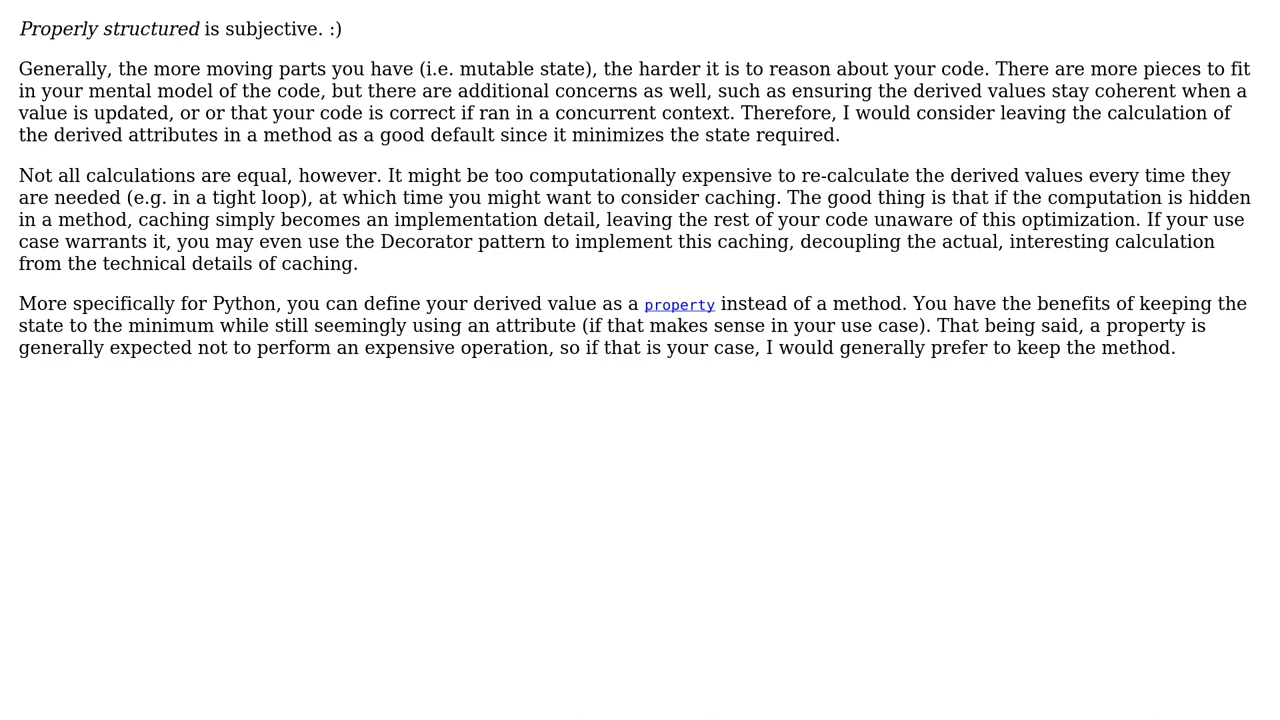 Properly structured is subjective. :)
Generally, the more moving parts you have (i.e. mutable state), the harder it is to reason about your code. There are more pieces to fit
in your mental model of the code, but there are additional concerns as well, such as ensuring the derived values stay coherent when a
value is updated, or or that your code is correct if ran in a concurrent context. Therefore, I would consider leaving the calculation of
the derived attributes in a method as a good default since it minimizes the state required.
Not all calculations are equal, however. It might be too computationally expensive to re-calculate the derived values every time they
are needed (e.g. in a tight loop), at which time you might want to consider caching. The good thing is that if the computation is hidden
in a method, caching simply becomes an implementation detail, leaving the rest of your code unaware of this optimization. If your use
case warrants it, you may even use the Decorator pattern to implement this caching, decoupling the actual, interesting calculation
from the technical details of caching.
More specifically for Python, you can define your derived value as a property instead of a method. You have the benefits of keeping the
state to the minimum while still seemingly using an attribute (if that makes sense in your use case). That being said, a property is
generally expected not to perform an expensive operation, so if that is your case, I would generally prefer to keep the method.